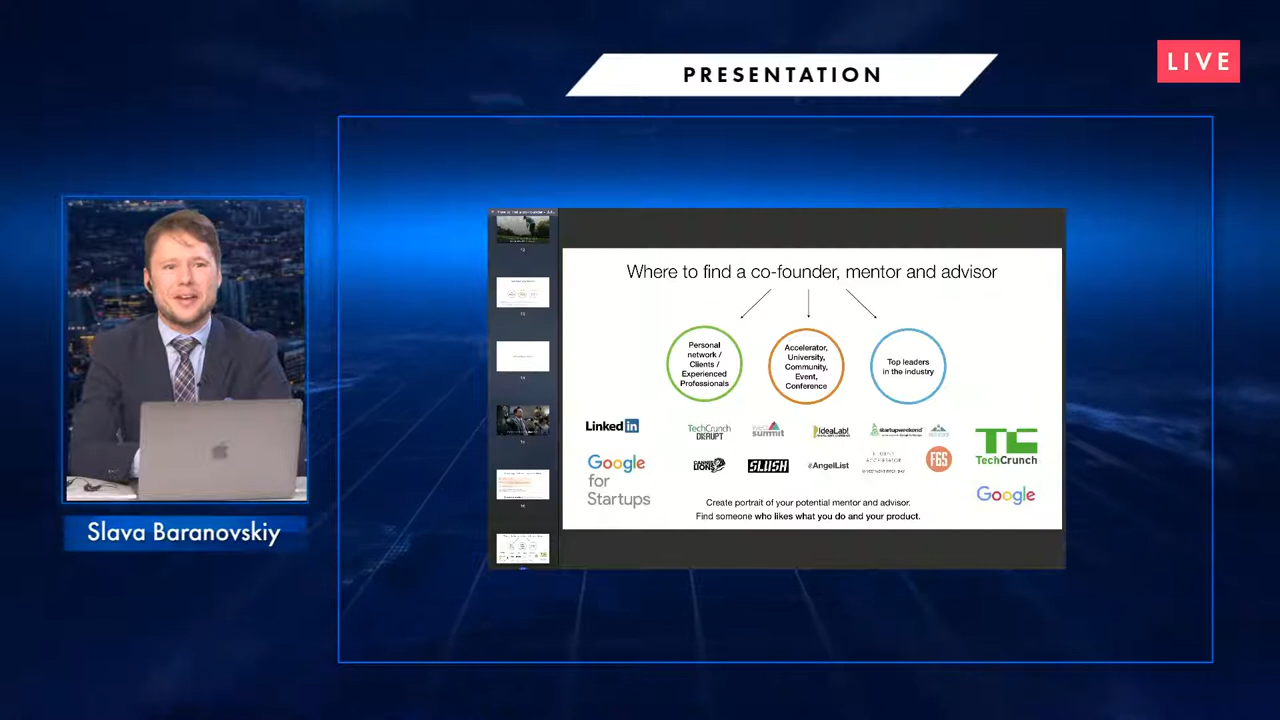 PRESENTATION
LIVE
Where to find a co-founder, mentor and advisor
Personal
network /
Clients /
Experienced
Professionals
Accelerator,
University,
Community,
Event,
Conference
Top leaders
in the industry
LinkedIn
TechCrunch
DISRUPT
web
summit
IdeaLab!
startupweekend
TC
TechCrunch
Google
for
Startups
CANNES
LIONS
SLUSH
AngelList
FGS
Google
Create portrait of your potential mentor and advisor.
Find someone who likes what you do and your product.
Slava Baranovskiy